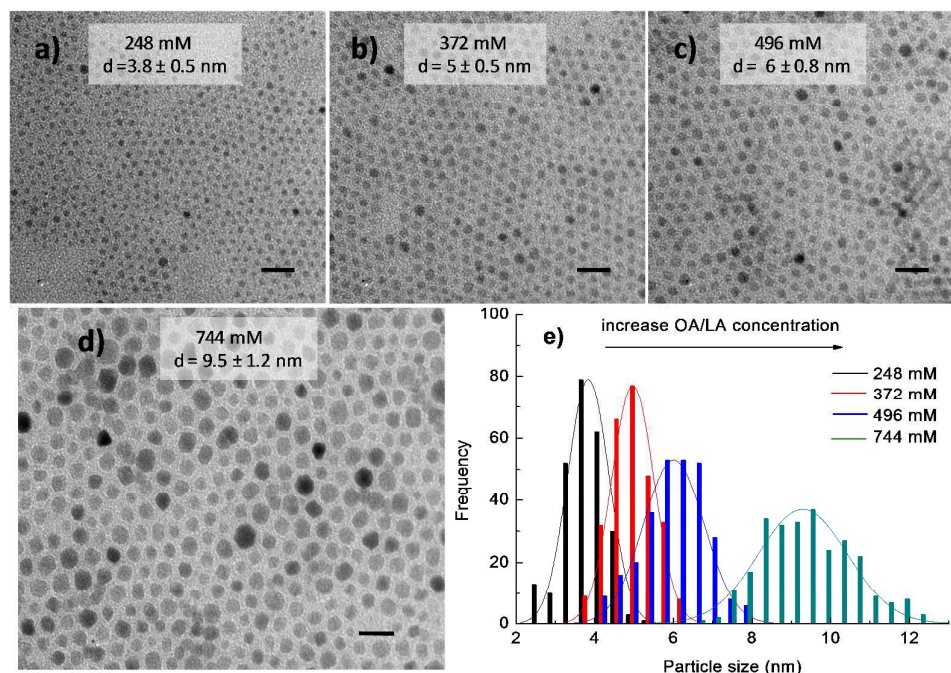 a)
248 mM
d =3.8 ± 0.5 nm
b)
372 mM
d = 5 ± 0.5 nm
c)
496 mM
d = 6 ± 0.8 nm
d)
744 mM
d = 9.5 ± 1.2 nm
e)
increase OA/LA concentration
248 mM
372 mM
496 mM
744 mM
Frequency
100
80
60
40
20
0
2 4 6 8 10 12
Particle size (nm)